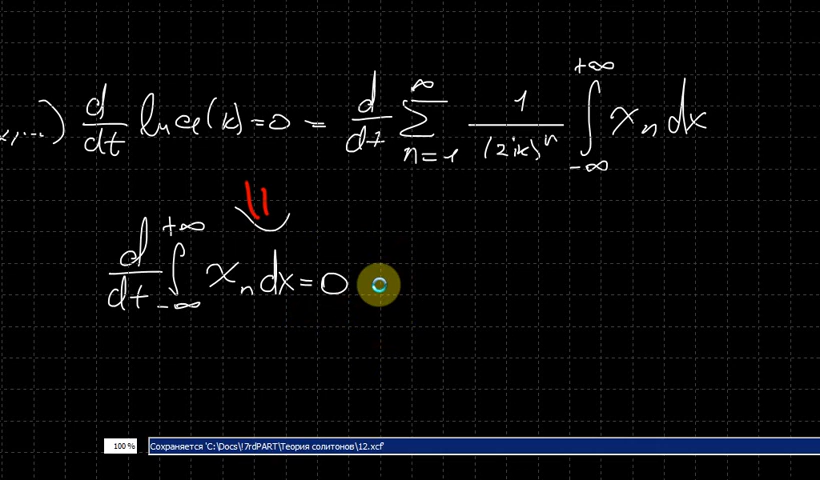 x,...) d/dt ln a(k) = 0 = d/dt ∑_{n=1}^{∞} 1/(2ik)^n ∫_{-∞}^{+∞} χ_n dx
d/dt ∫_{-∞}^{+∞} χ_n dx = 0
100 % Сохраняется 'C:\Docs\!7rdPART\Теория солитонов\12.xcf'